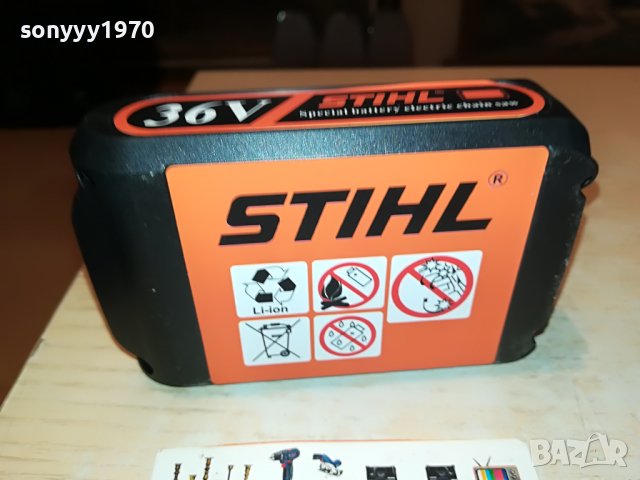 sonyyy1970
36V STIHL
Special battery electric chain saw
STIHL ®
Li-ion
BAZAR